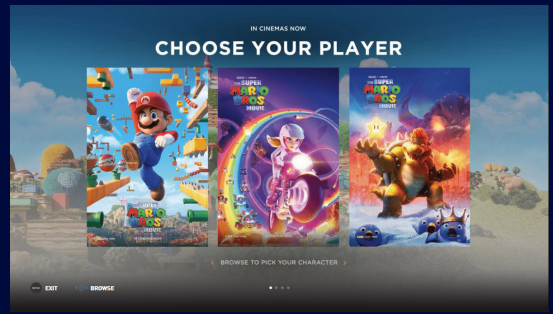 IN CINEMAS NOW
CHOOSE YOUR PLAYER
THE SUPER
MARIO
BROS
MOVIE
THE SUPER
MARIO
BROS
MOVIE
SUPER
MARIO
BROS
MOVIE
‹ BROWSE TO PICK YOUR CHARACTER ›
EXIT
BROWSE